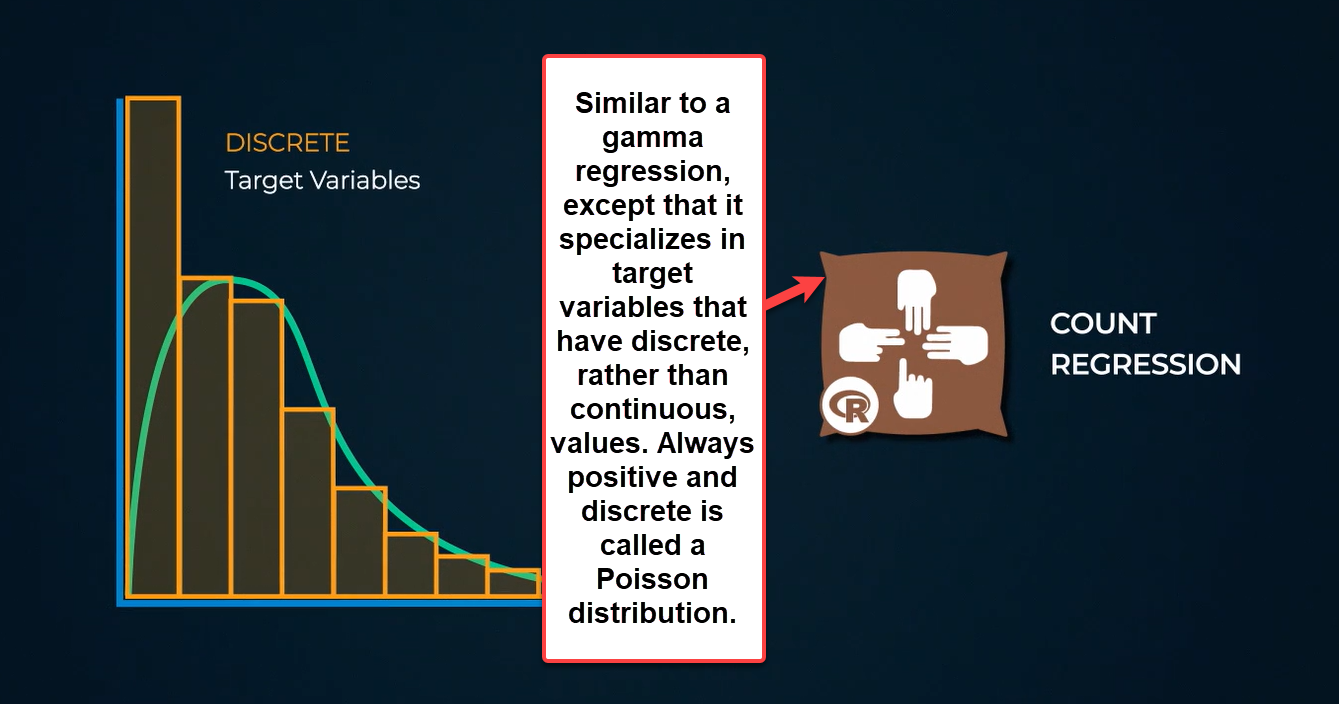 DISCRETE
Target Variables
Similar to a
gamma
regression,
except that it
specializes in
target
variables that
have discrete,
rather than
continuous,
values. Always
positive and
discrete is
called a
Poisson
distribution.
R
COUNT
REGRESSION